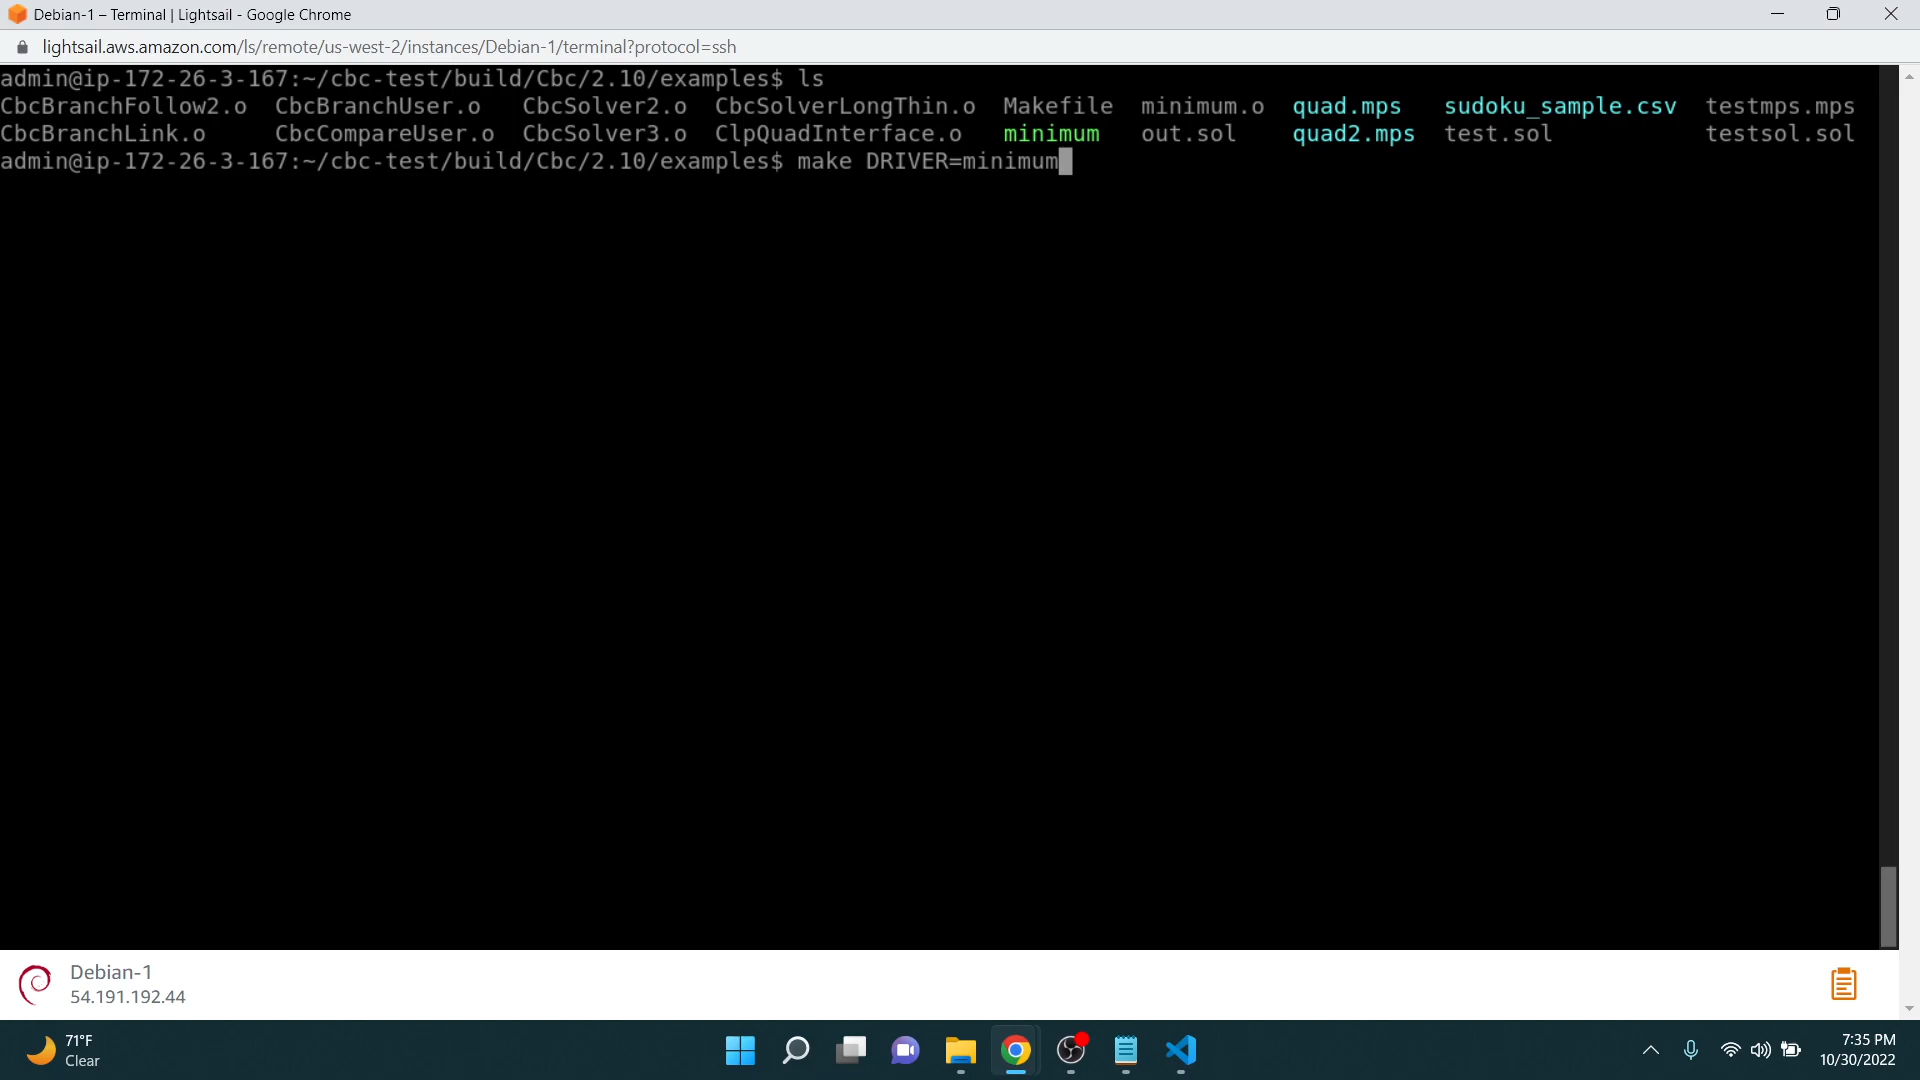 Debian-1 – Terminal | Lightsail - Google Chrome
lightsail.aws.amazon.com/ls/remote/us-west-2/instances/Debian-1/terminal?protocol=ssh
admin@ip-172-26-3-167:~/cbc-test/build/Cbc/2.10/examples$ ls
CbcBranchFollow2.o CbcBranchUser.o CbcSolver2.o CbcSolverLongThin.o Makefile minimum.o quad.mps sudoku_sample.csv testmps.mps
CbcBranchLink.o CbcCompareUser.o CbcSolver3.o ClpQuadInterface.o minimum out.sol quad2.mps test.sol testsol.sol
admin@ip-172-26-3-167:~/cbc-test/build/Cbc/2.10/examples$ make DRIVER=minimum
Debian-1
54.191.192.44
71°F
Clear
7:35 PM
10/30/2022